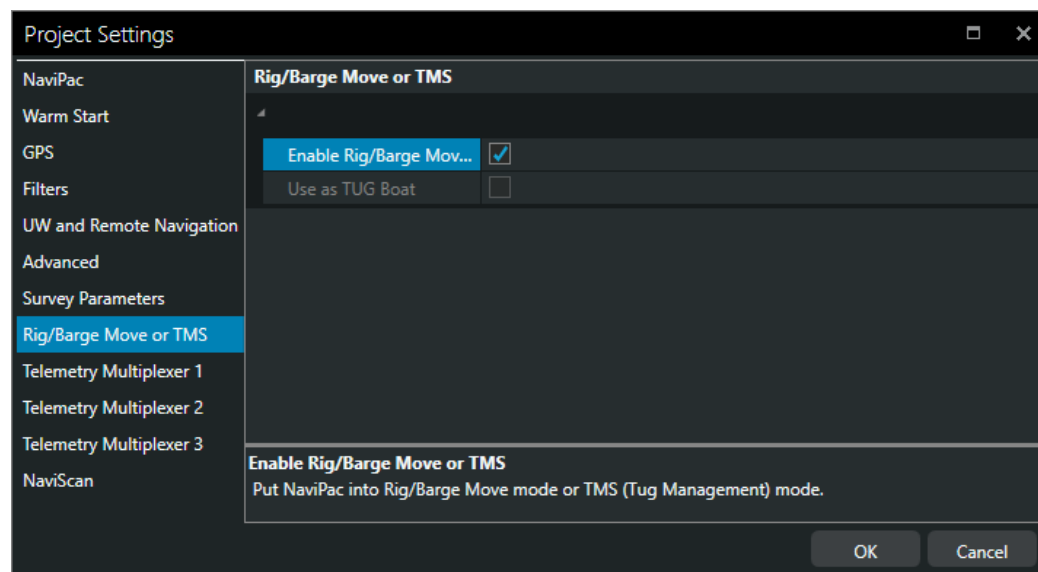 Project Settings
NaviPac
Warm Start
GPS
Filters
UW and Remote Navigation
Advanced
Survey Parameters
Rig/Barge Move or TMS
Telemetry Multiplexer 1
Telemetry Multiplexer 2
Telemetry Multiplexer 3
NaviScan
Rig/Barge Move or TMS
Enable Rig/Barge Mov...
Use as TUG Boat
Enable Rig/Barge Move or TMS
Put NaviPac into Rig/Barge Move mode or TMS (Tug Management) mode.
OK
Cancel